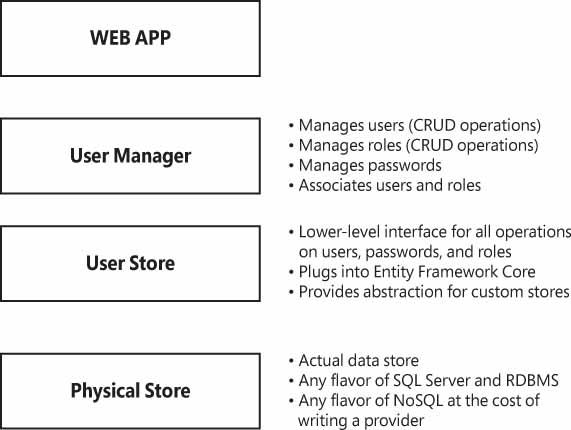 WEB APP
User Manager
• Manages users (CRUD operations)
• Manages roles (CRUD operations)
• Manages passwords
• Associates users and roles
User Store
• Lower-level interface for all operations
on users, passwords, and roles
• Plugs into Entity Framework Core
• Provides abstraction for custom stores
Physical Store
• Actual data store
• Any flavor of SQL Server and RDBMS
• Any flavor of NoSQL at the cost of
writing a provider